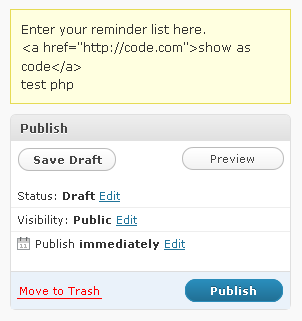 Enter your reminder list here.
<a href="http://code.com">show as
code</a>
test php
Publish
Save Draft Preview
Status: Draft Edit
Visibility: Public Edit
Publish immediately Edit
Move to Trash Publish